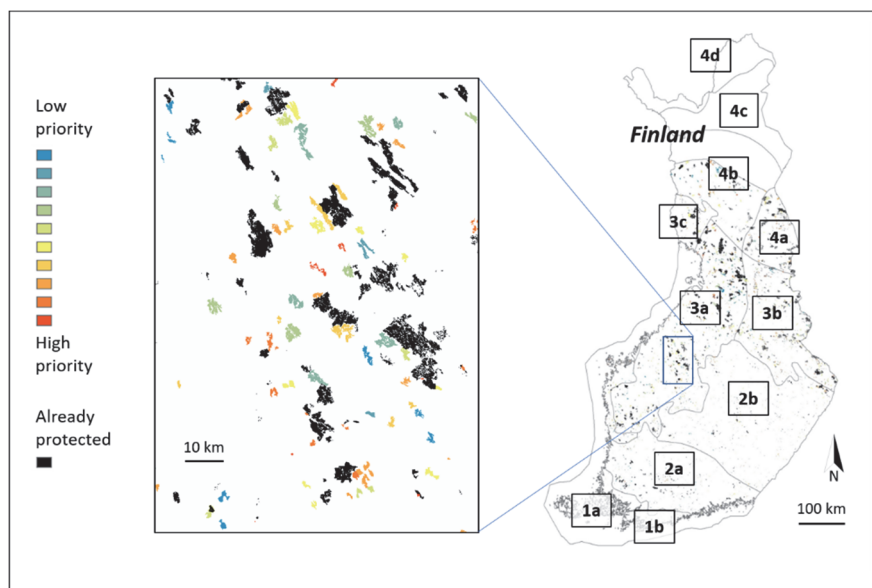 Low
priority
High
priority
Already
protected
10 km
Finland
4d
4c
4b
3c
4a
3a
3b
2b
2a
1a
1b
N
100 km